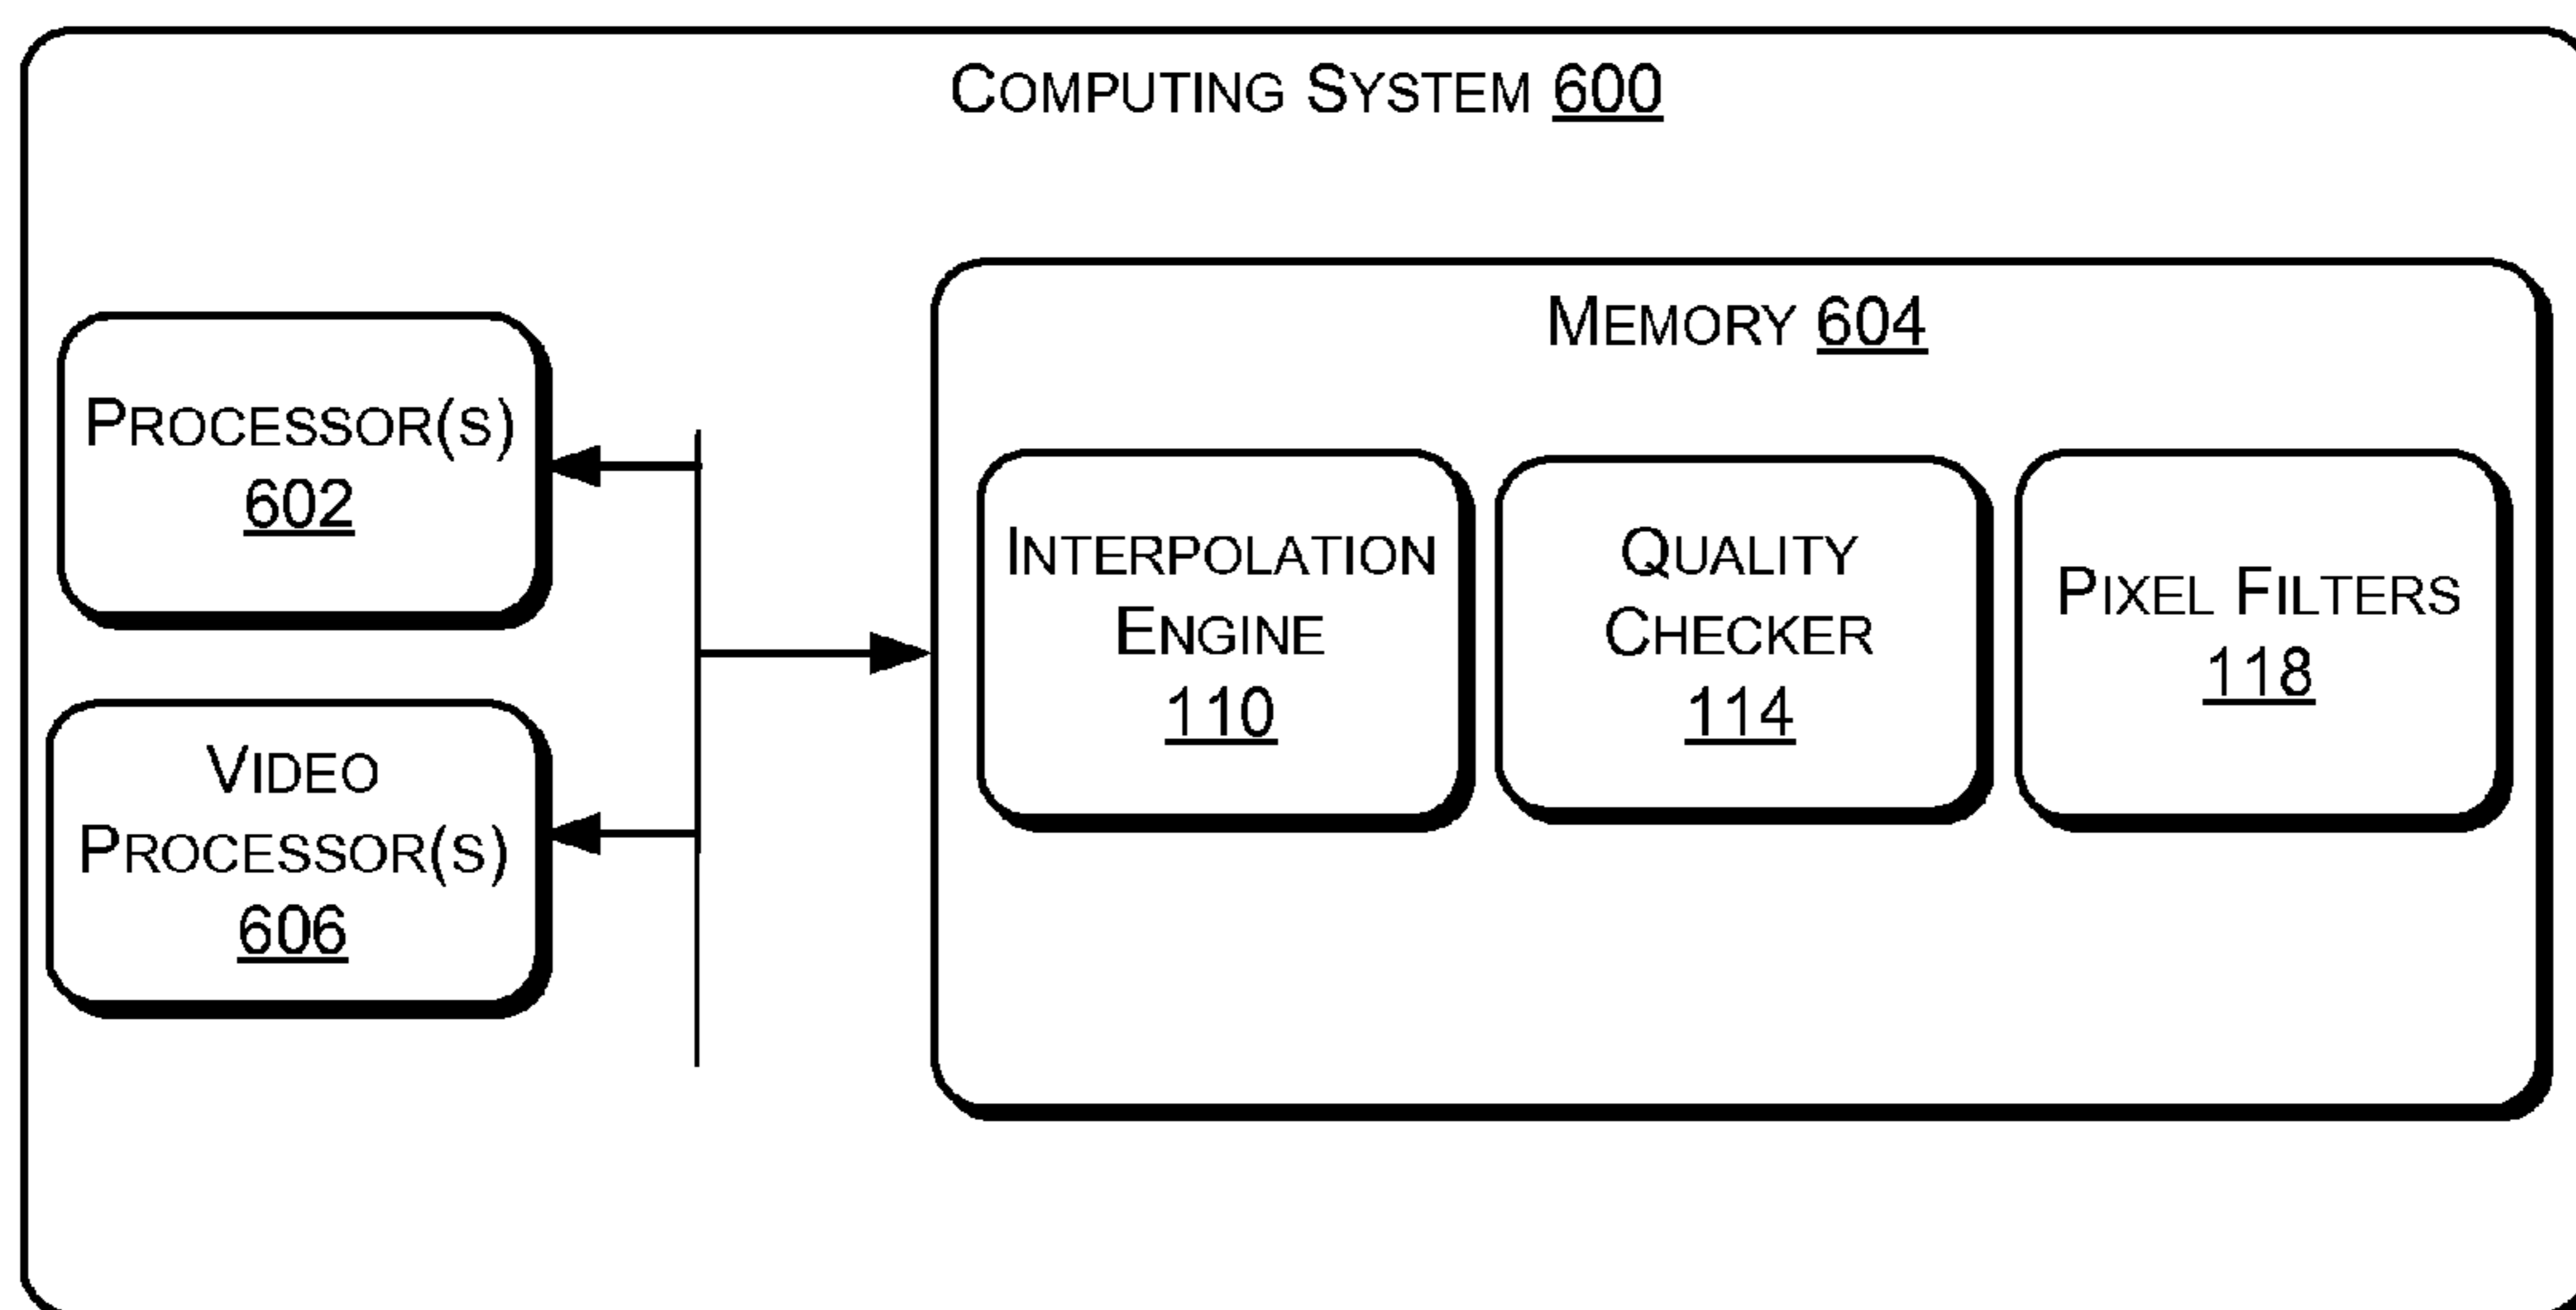 COMPUTING SYSTEM 600
MEMORY 604
PROCESSOR(S)
602
VIDEO
PROCESSOR(S)
606
INTERPOLATION
ENGINE
110
QUALITY
CHECKER
114
PIXEL FILTERS
118